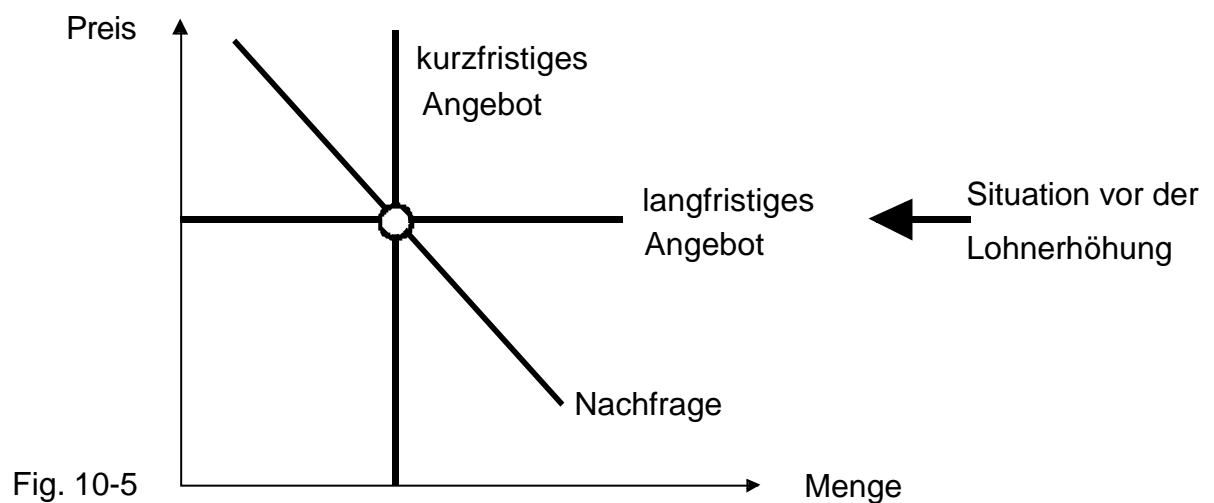 Preis
kurzfristiges
Angebot
langfristiges
Angebot
Situation vor der
Lohnerhöhung
Nachfrage
Fig. 10-5
Menge